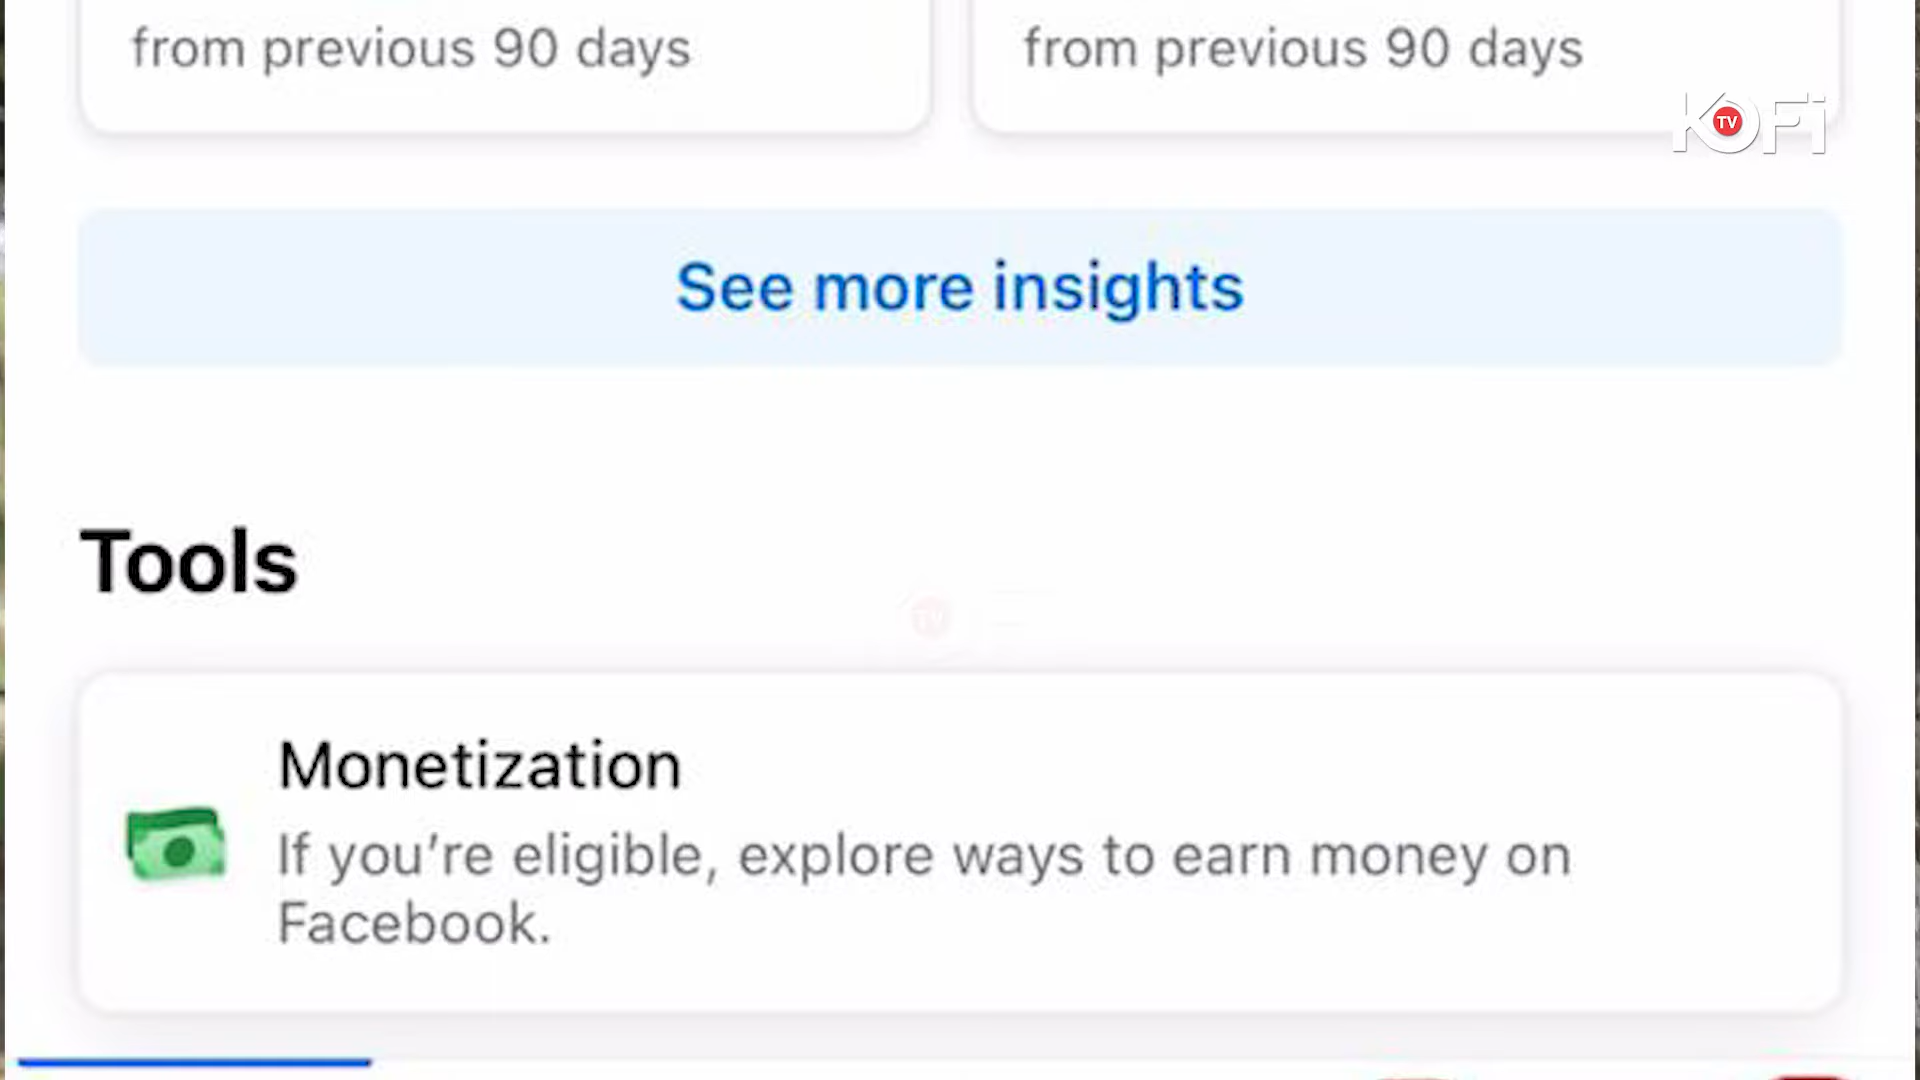 from previous 90 days
from previous 90 days
KOFi
TV
See more insights
Tools
TV
Monetization
If you’re eligible, explore ways to earn money on
Facebook.